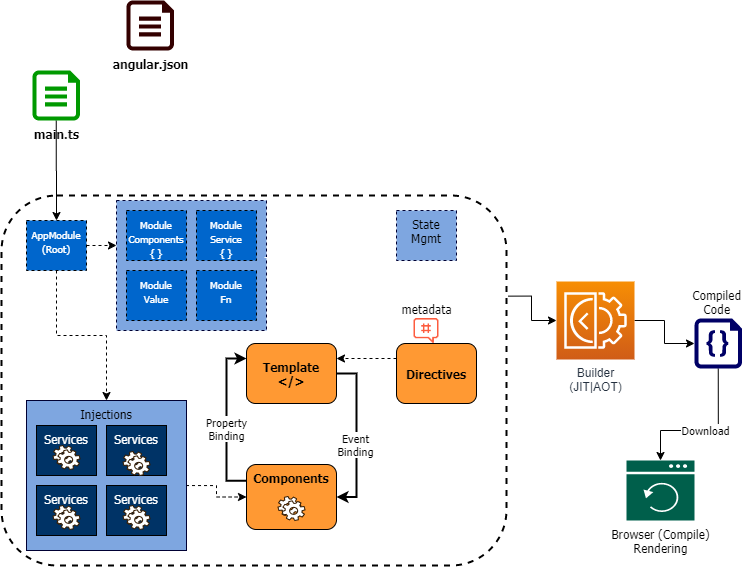 angular.json
main.ts
AppModule
(Root)
Module
Components
{ }
Module
Service
{ }
Module
Value
Module
Fn
State
Mgmt
metadata
#
Template
</>
Directives
Injections
Services
Services
Services
Services
Property
Binding
Event
Binding
Components
Builder
(JIT|AOT)
Compiled
Code
{}
Download
Browser (Compile)
Rendering